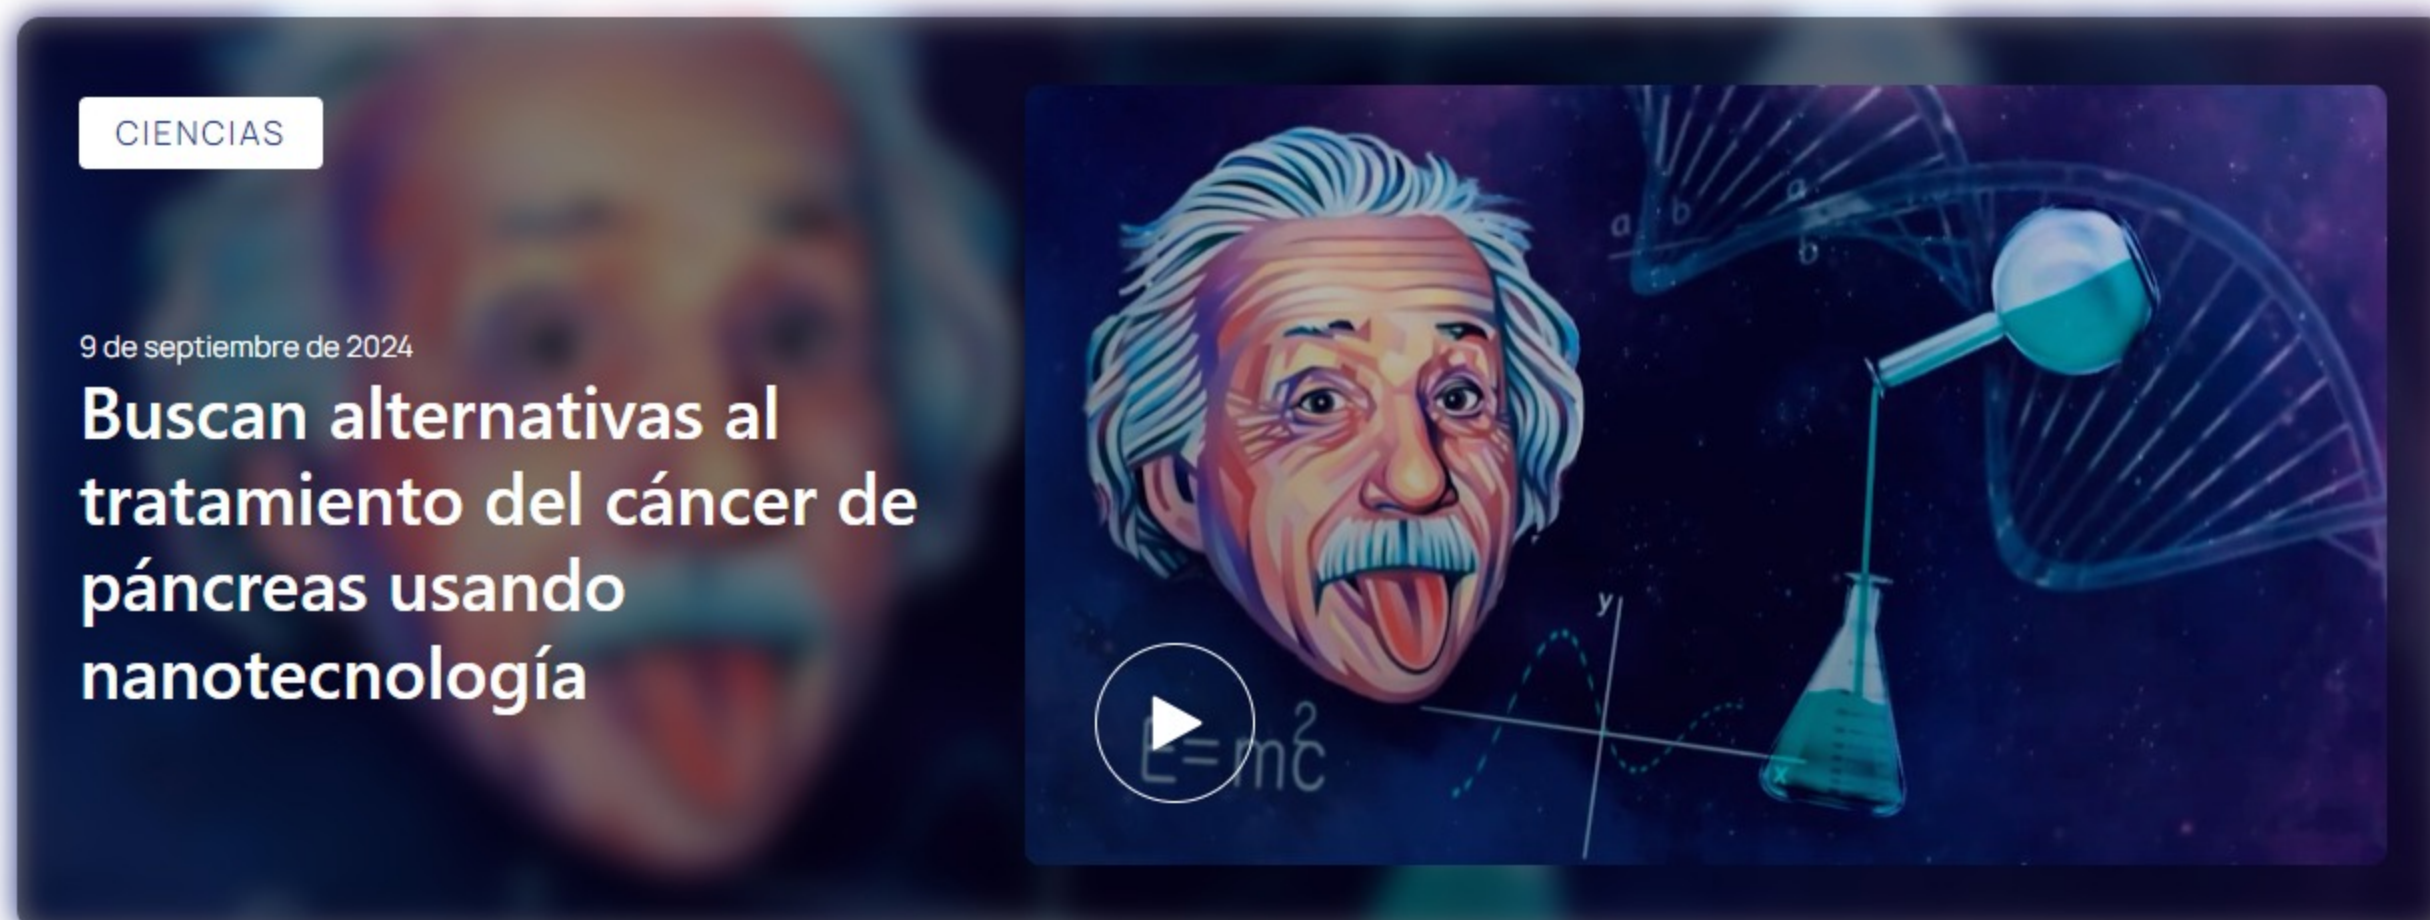 CIENCIAS
9 de septiembre de 2024
Buscan alternativas al
tratamiento del cáncer de
páncreas usando
nanotecnología
a b
a
b
y
x
E=mc²